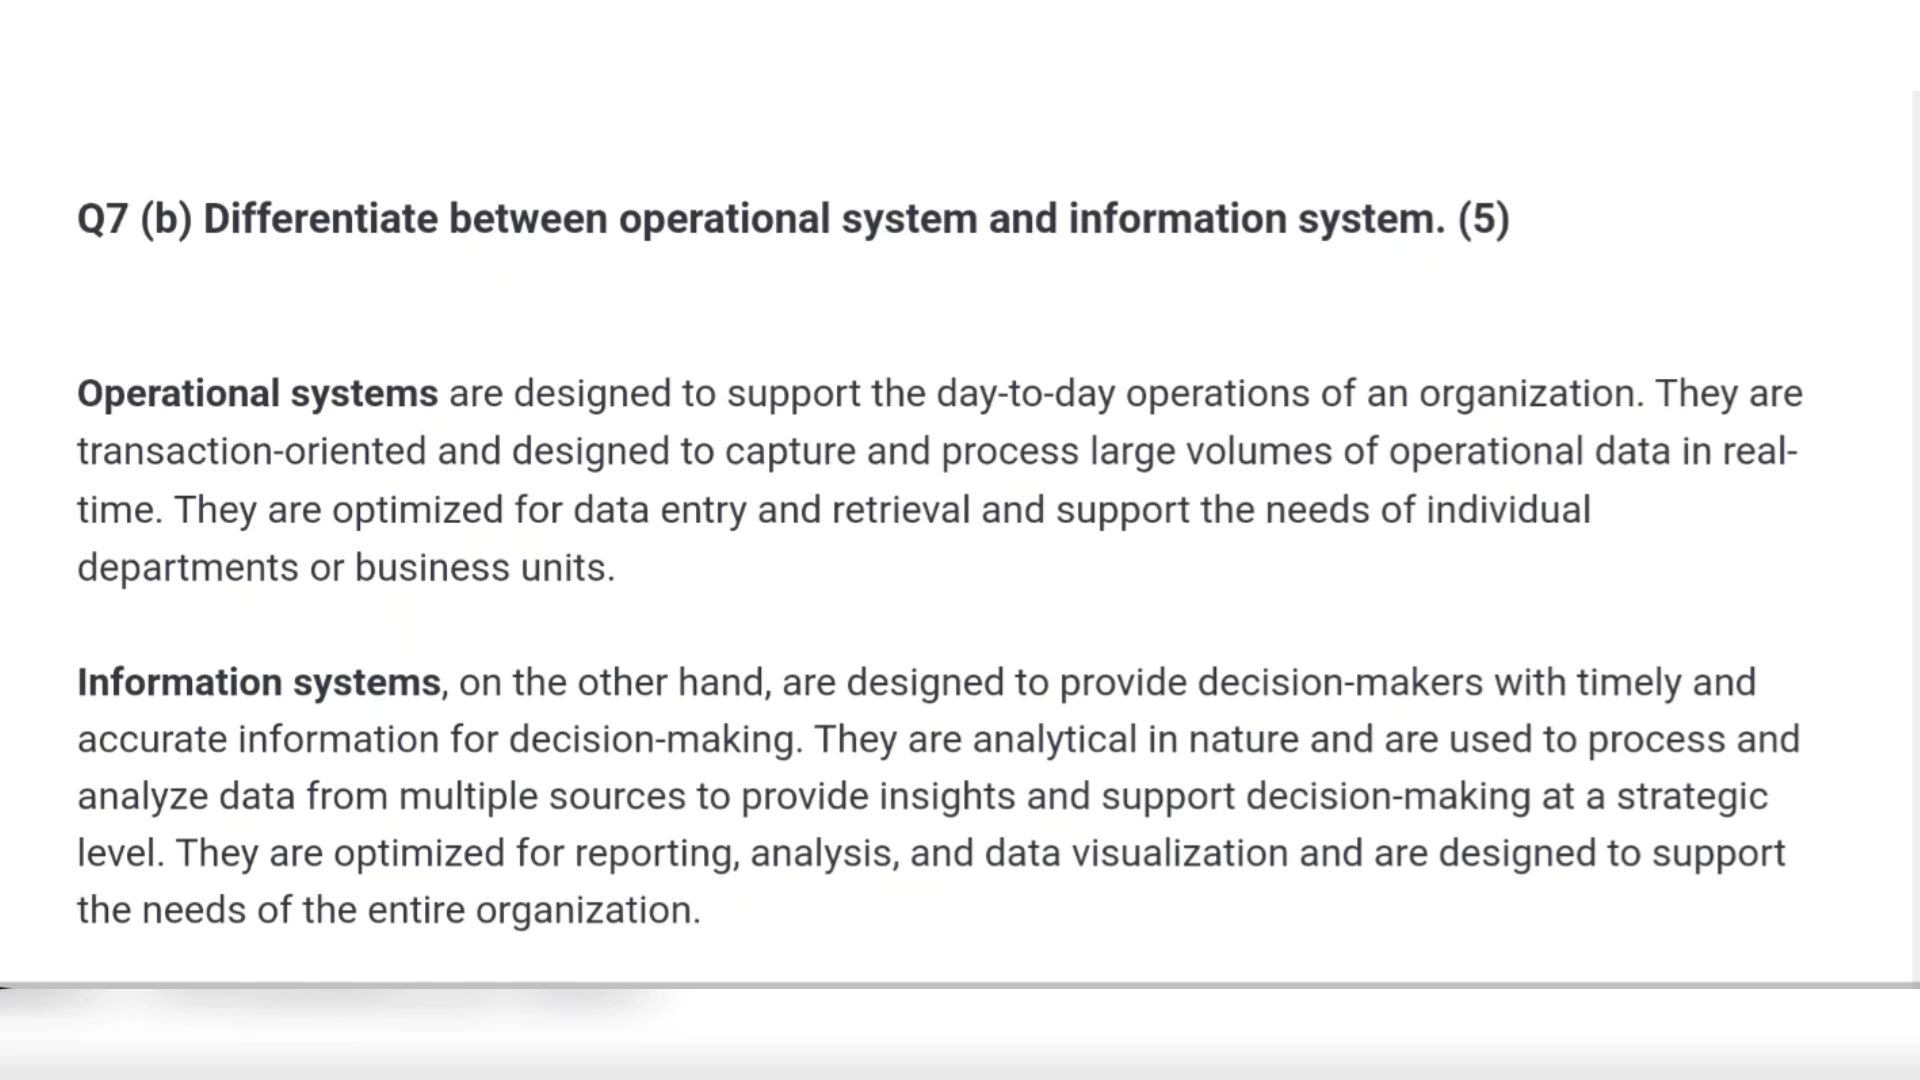 Q7 (b) Differentiate between operational system and information system. (5)
Operational systems are designed to support the day-to-day operations of an organization. They are
transaction-oriented and designed to capture and process large volumes of operational data in real-
time. They are optimized for data entry and retrieval and support the needs of individual
departments or business units.
Information systems, on the other hand, are designed to provide decision-makers with timely and
accurate information for decision-making. They are analytical in nature and are used to process and
analyze data from multiple sources to provide insights and support decision-making at a strategic
level. They are optimized for reporting, analysis, and data visualization and are designed to support
the needs of the entire organization.